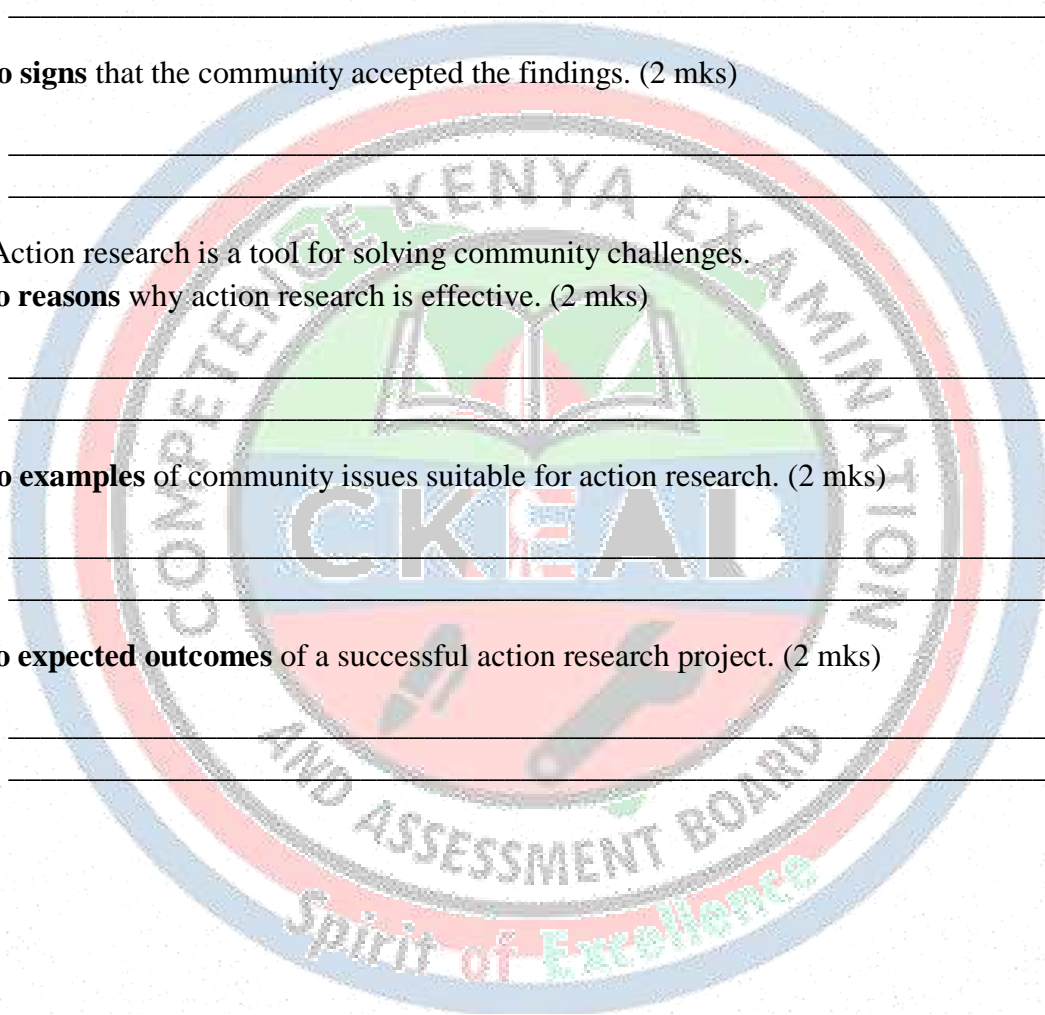 o signs that the community accepted the findings. (2 mks)
Action research is a tool for solving community challenges.
o reasons why action research is effective. (2 mks)
o examples of community issues suitable for action research. (2 mks)
o expected outcomes of a successful action research project. (2 mks)
COMPETENCE KENYA EXAMINATION
CKEAB
AND ASSESSMENT BOARD
Spirit of Excellence